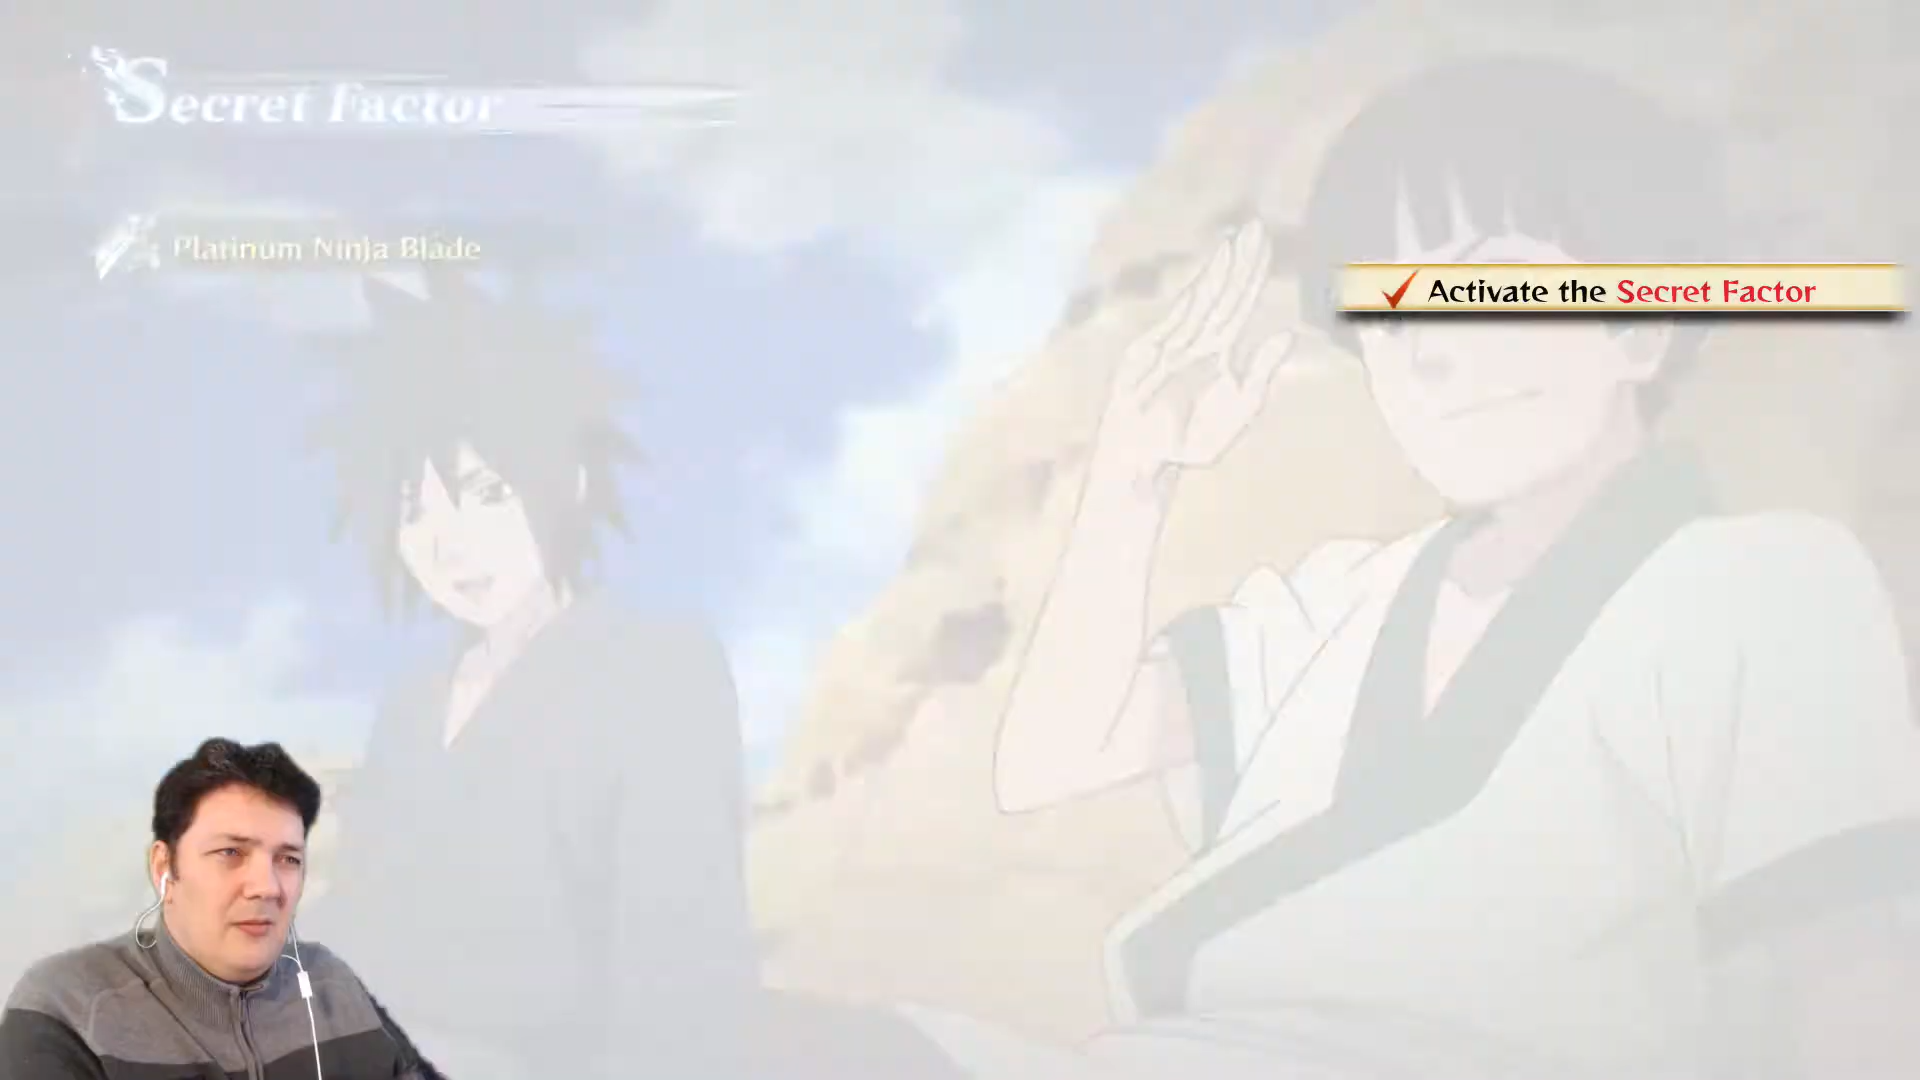 Secret Factor
Platinum Ninja Blade
Activate the Secret Factor